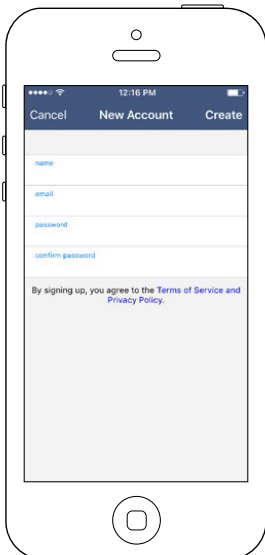 12:16 PM
Cancel New Account Create
name
email
password
confirm password
By signing up, you agree to the Terms of Service and
Privacy Policy.